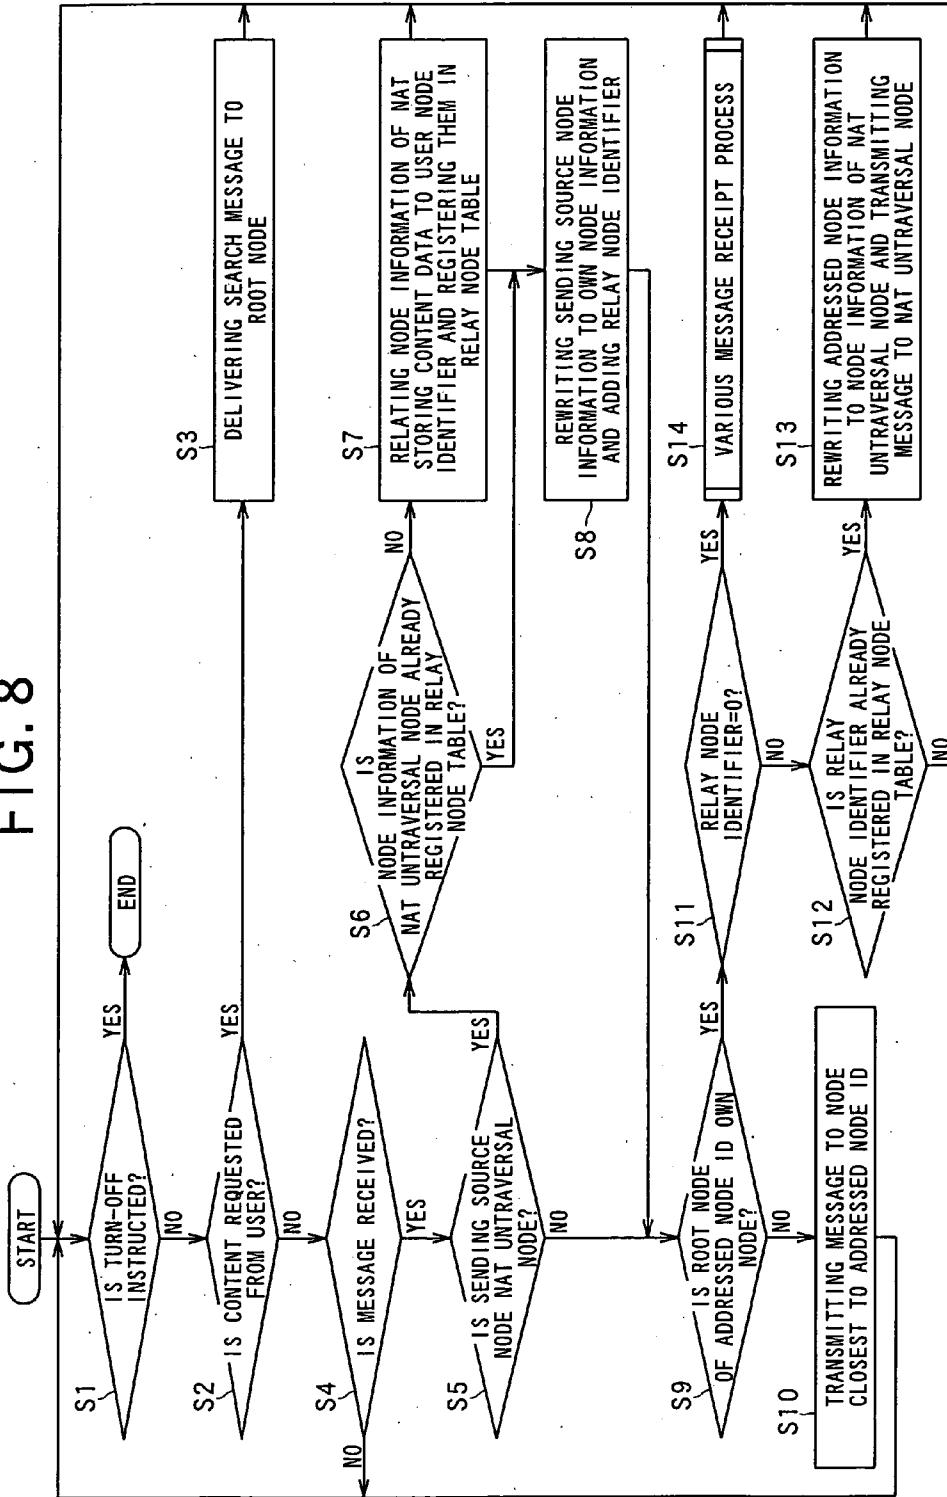 FIG. 8
START
S1
IS TURN-OFF
INSTRUCTED?
YES
END
NO
S2
IS CONTENT REQUESTED
FROM USER?
YES
S3
DELIVERING SEARCH MESSAGE TO
ROOT NODE
NO
S4
IS MESSAGE RECEIVED?
NO
YES
S5
IS SENDING SOURCE
NODE NAT UNTRAVERSAL
NODE?
YES
NO
S6
IS
NODE INFORMATION OF
NAT UNTRAVERSAL NODE ALREADY
REGISTERED IN RELAY
NODE TABLE?
NO
YES
S7
RELATING NODE INFORMATION OF NAT
STORING CONTENT DATA TO USER NODE
IDENTIFIER AND REGISTERING THEM IN
RELAY NODE TABLE
S8
REWRITING SENDING SOURCE NODE
INFORMATION TO OWN NODE INFORMATION
AND ADDING RELAY NODE IDENTIFIER
S9
IS ROOT NODE
OF ADDRESSED NODE ID OWN
NODE?
YES
NO
S10
TRANSMITTING MESSAGE TO NODE
CLOSEST TO ADDRESSED NODE ID
S11
RELAY NODE
IDENTIFIER=0?
YES
NO
S14
VARIOUS MESSAGE RECEIPT PROCESS
S12
IS RELAY
NODE IDENTIFIER ALREADY
REGISTERED IN RELAY NODE
TABLE?
YES
NO
S13
REWRITING ADDRESSED NODE INFORMATION
TO NODE INFORMATION OF NAT
UNTRAVERSAL NODE AND TRANSMITTING
MESSAGE TO NAT UNTRAVERSAL NODE